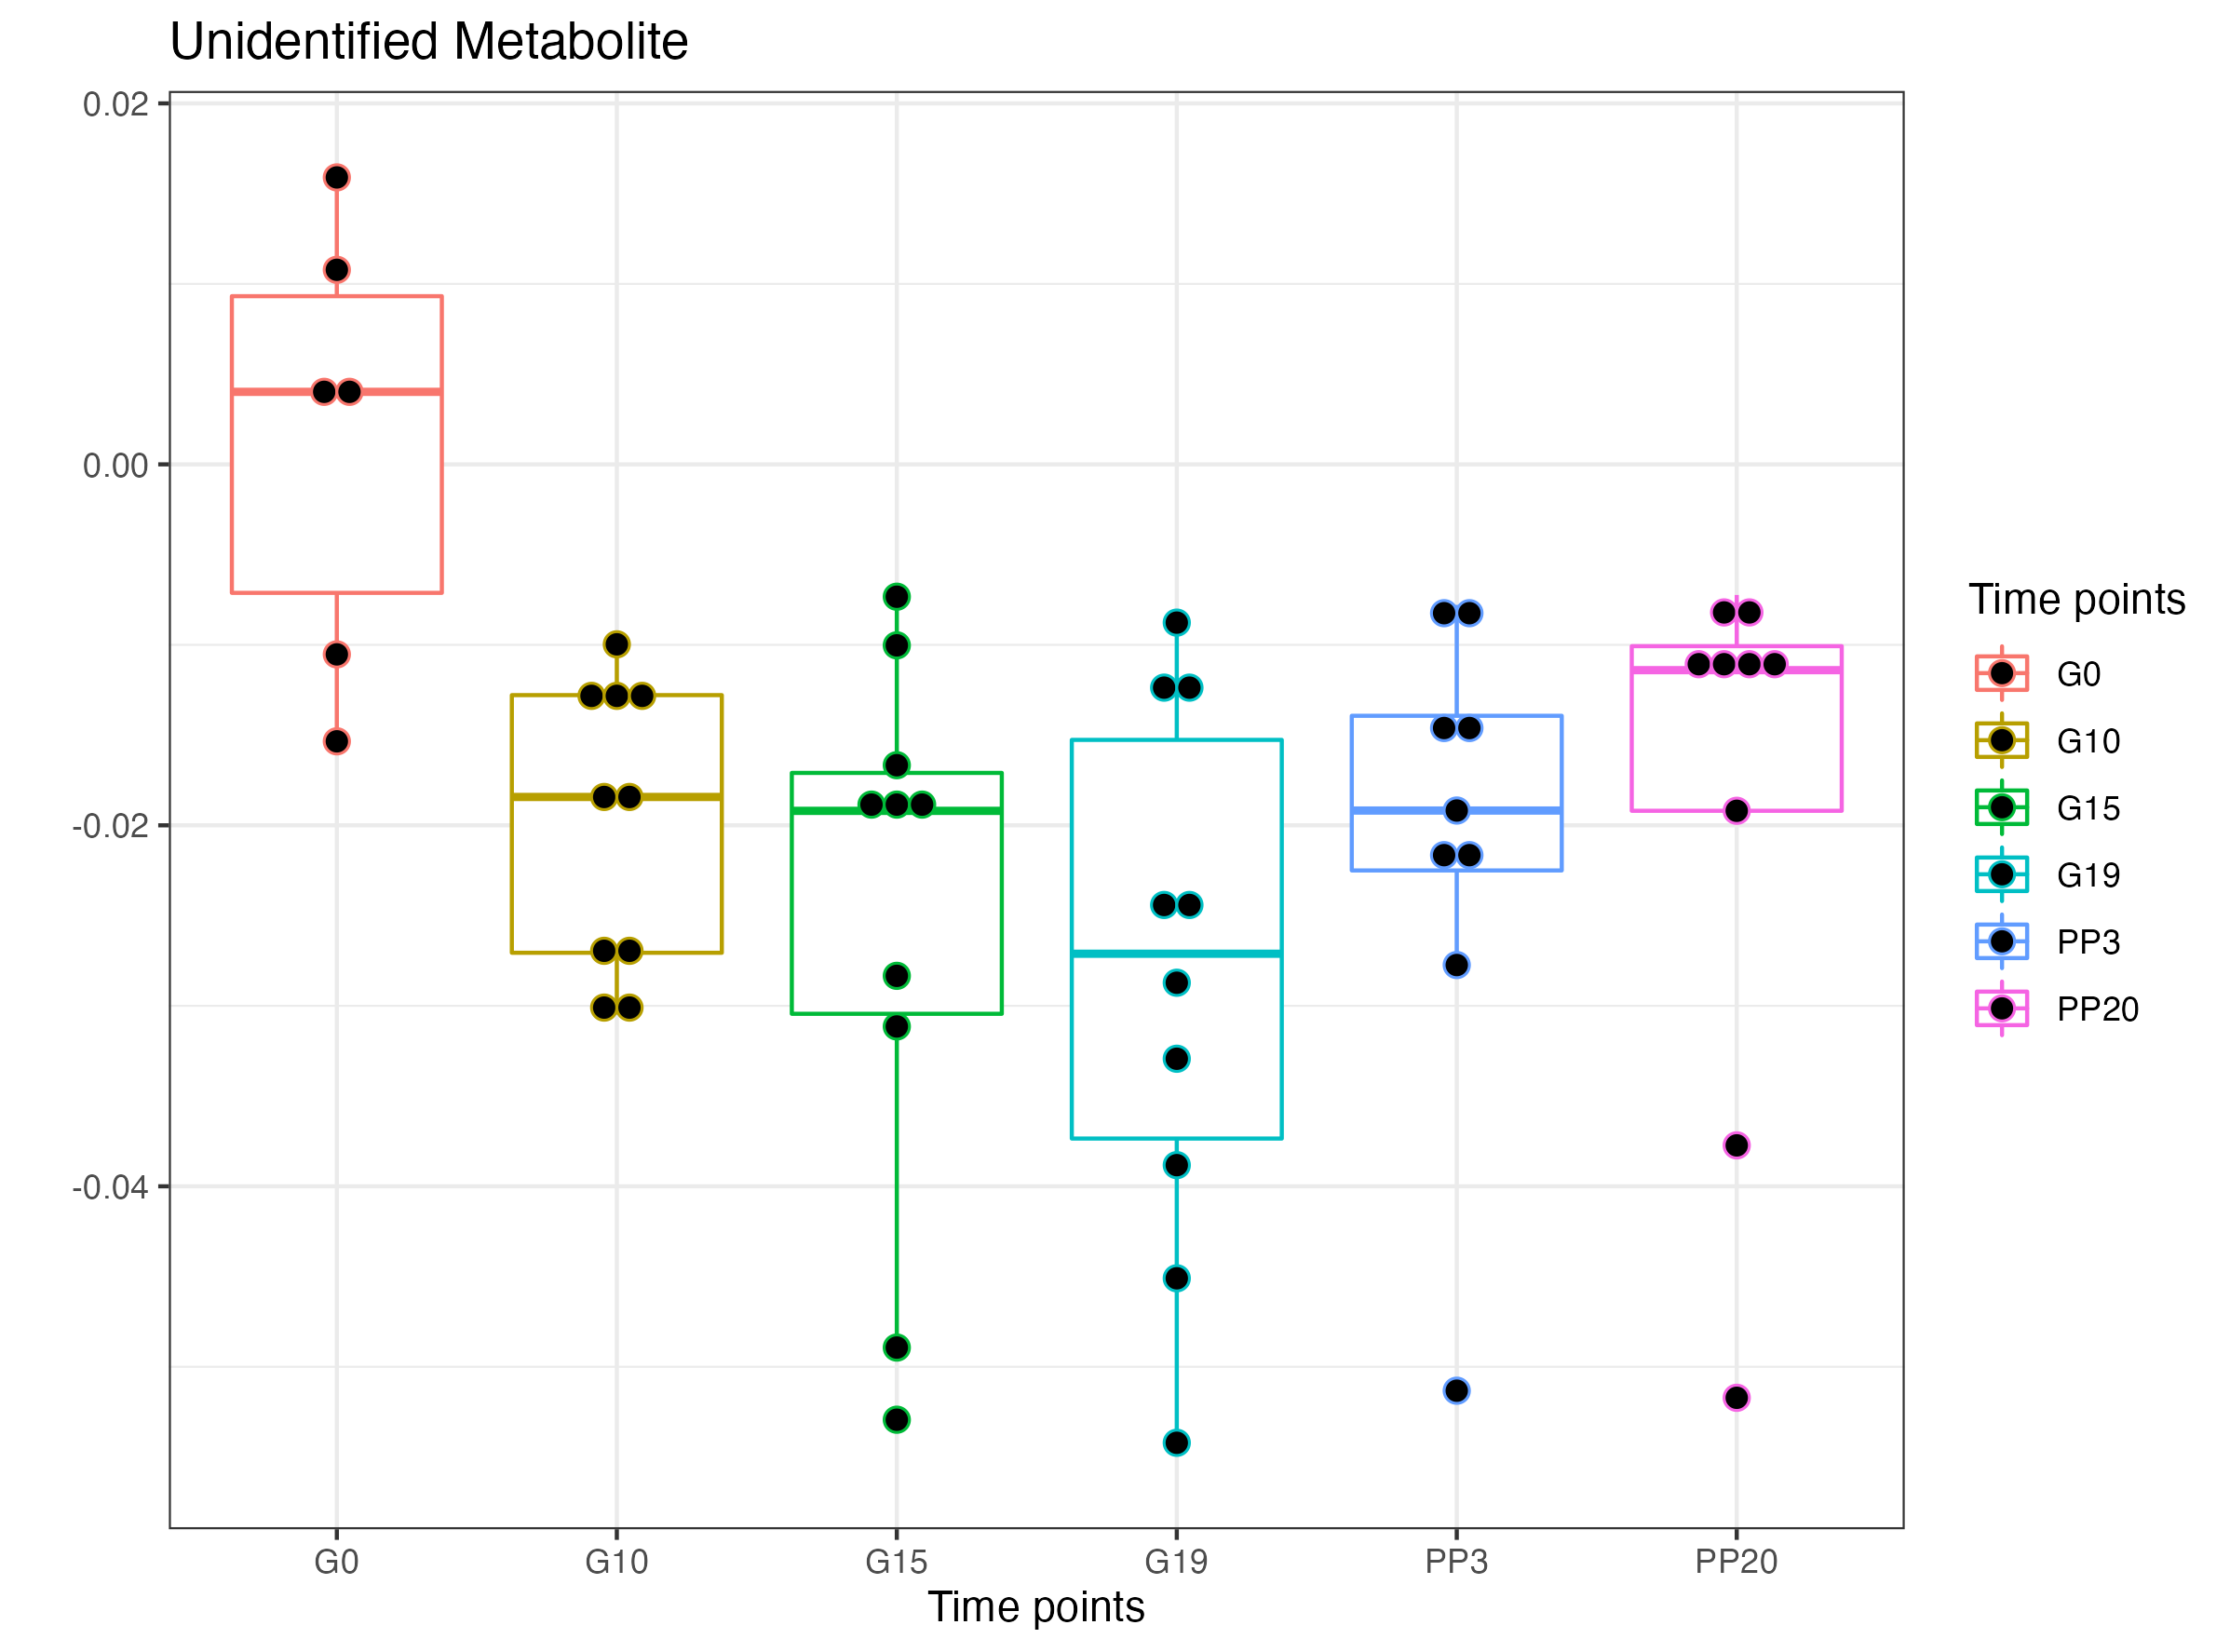 Unidentified Metabolite
0.02
0.00
-0.02
-0.04
G0
G10
G15
G19
PP3
PP20
Time points
Time points
G0
G10
G15
G19
PP3
PP20